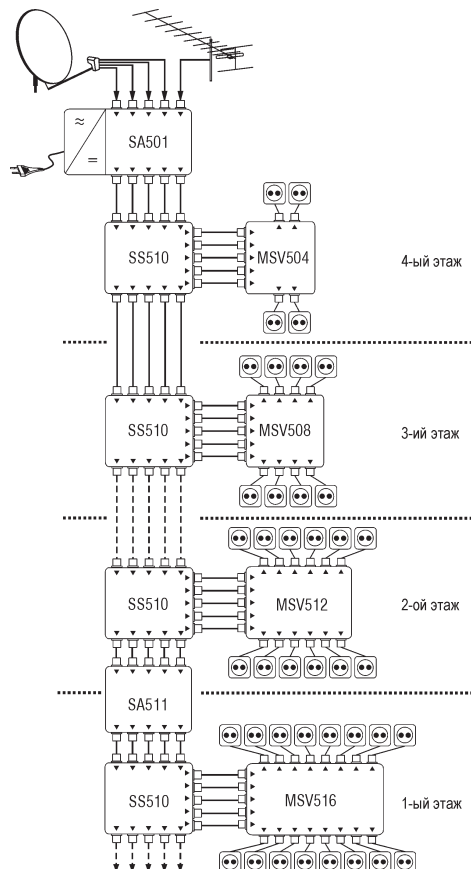 SA501
SS510
MSV504
4-ый этаж
SS510
MSV508
3-ий этаж
SS510
MSV512
2-ой этаж
SA511
SS510
MSV516
1-ый этаж